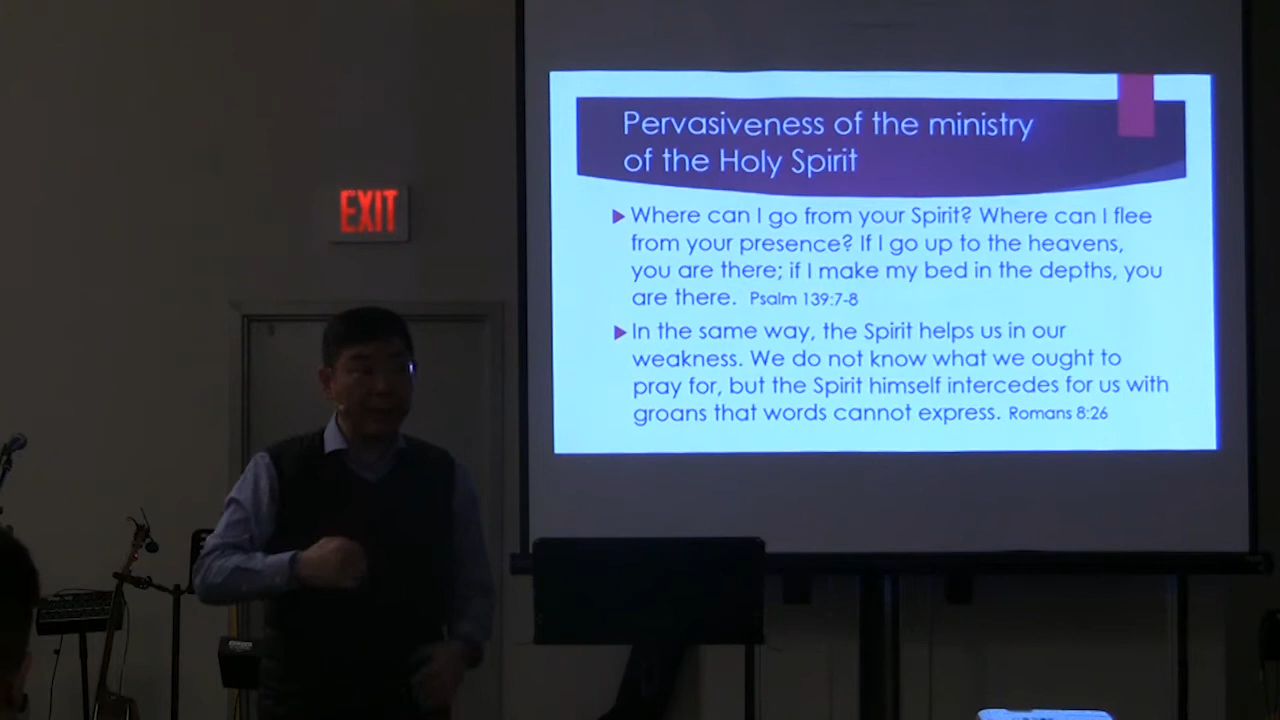 EXIT
Pervasiveness of the ministry
of the Holy Spirit
Where can I go from your Spirit? Where can I flee
from your presence? If I go up to the heavens,
you are there; if I make my bed in the depths, you
are there. Psalm 139:7-8
In the same way, the Spirit helps us in our
weakness. We do not know what we ought to
pray for, but the Spirit himself intercedes for us with
groans that words cannot express. Romans 8:26